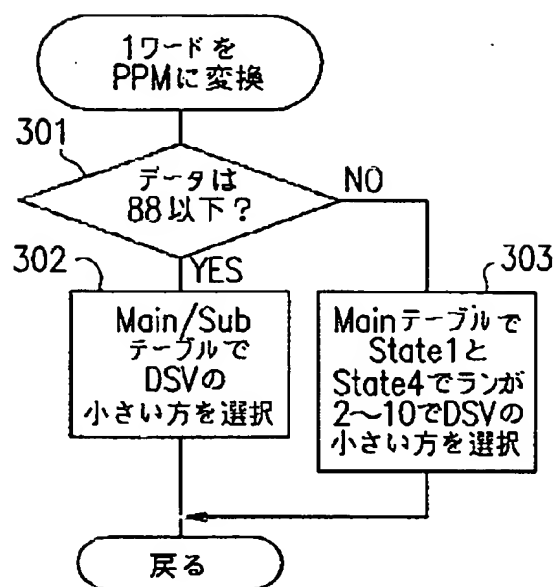 1ワードを
PPMに変換
301
データは
88以下?
NO
YES
302
Main/Sub
テーブルで
DSVの
小さい方を選択
303
Mainテーブルで
State1と
State4でランが
2~10でDSVの
小さい方を選択
戻る